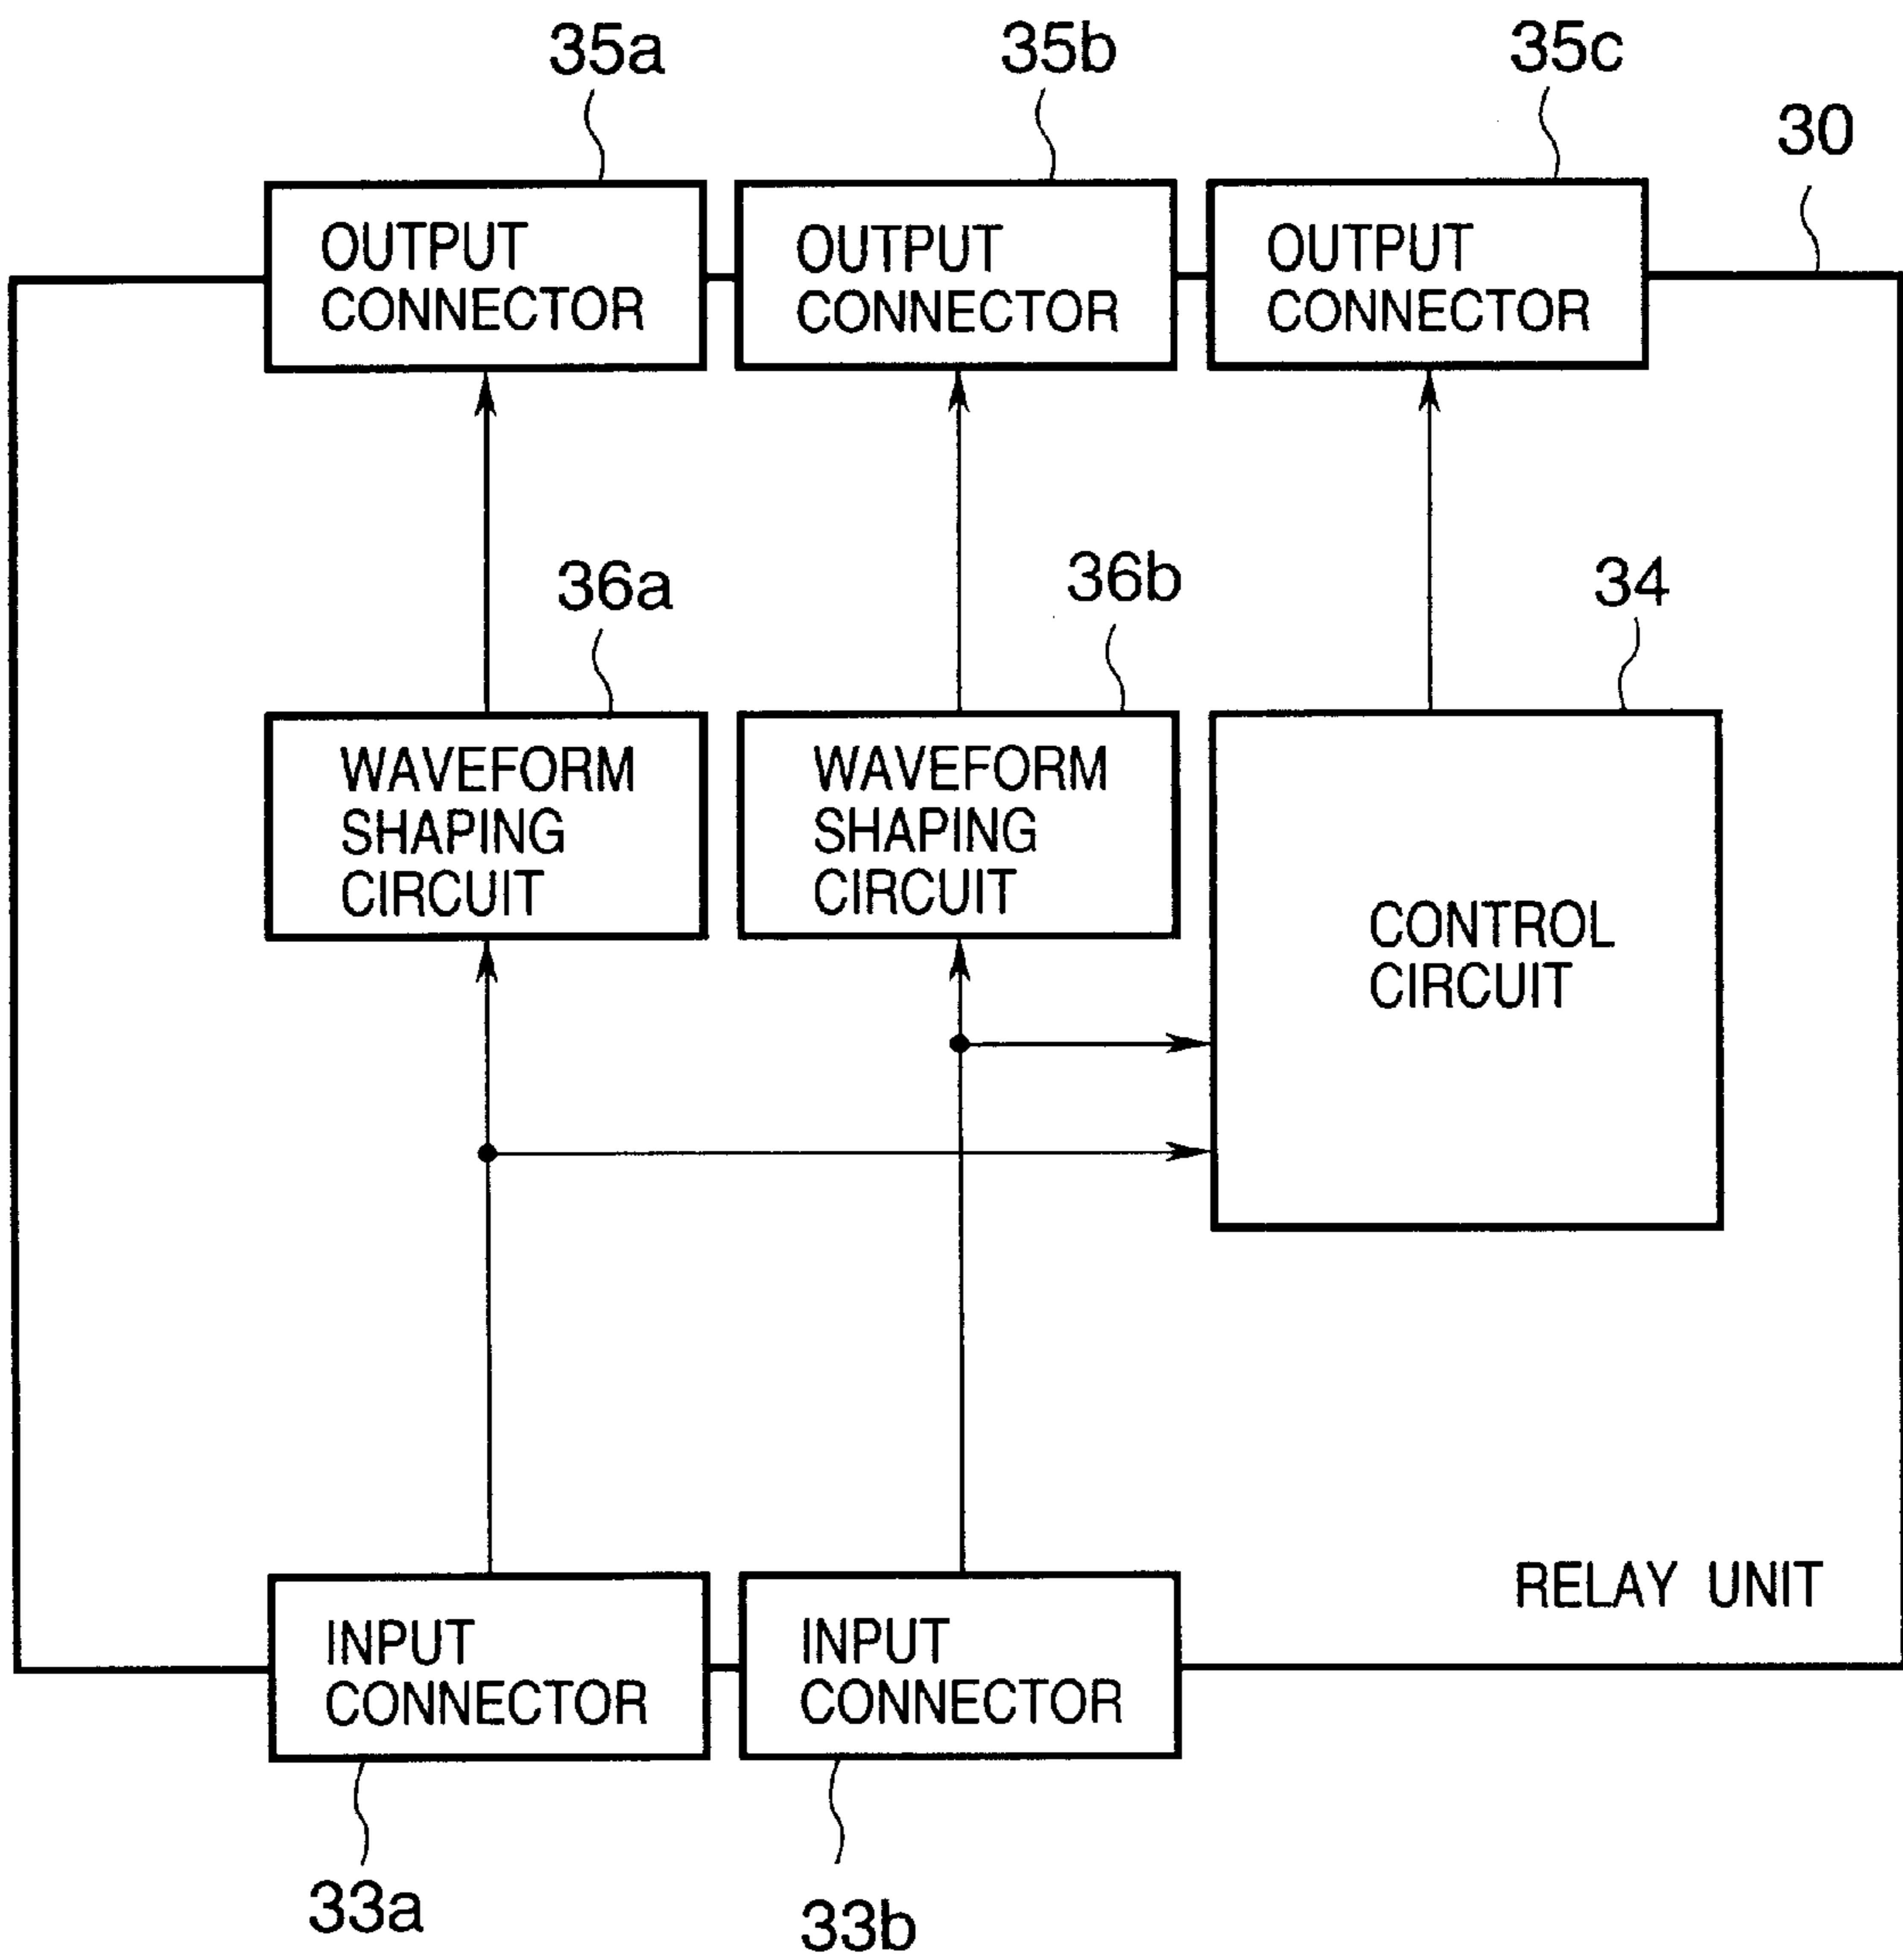 35a
35b
35c
30
OUTPUT
CONNECTOR
OUTPUT
CONNECTOR
OUTPUT
CONNECTOR
36a
36b
34
WAVEFORM
SHAPING
CIRCUIT
WAVEFORM
SHAPING
CIRCUIT
CONTROL
CIRCUIT
RELAY UNIT
INPUT
CONNECTOR
INPUT
CONNECTOR
33a
33b